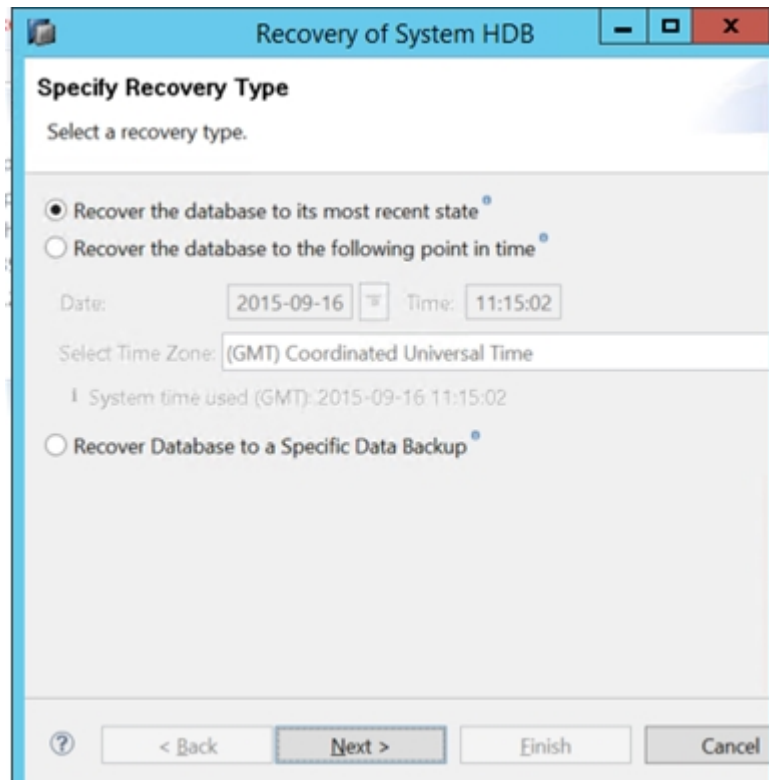 Recovery of System HDB
Specify Recovery Type
Select a recovery type.
Recover the database to its most recent state
Recover the database to the following point in time
Date: 2015-09-16 Time: 11:15:02
Select Time Zone: (GMT) Coordinated Universal Time
System time used (GMT): 2015-09-16 11:15:02
Recover Database to a Specific Data Backup
? < Back Next > Finish Cancel